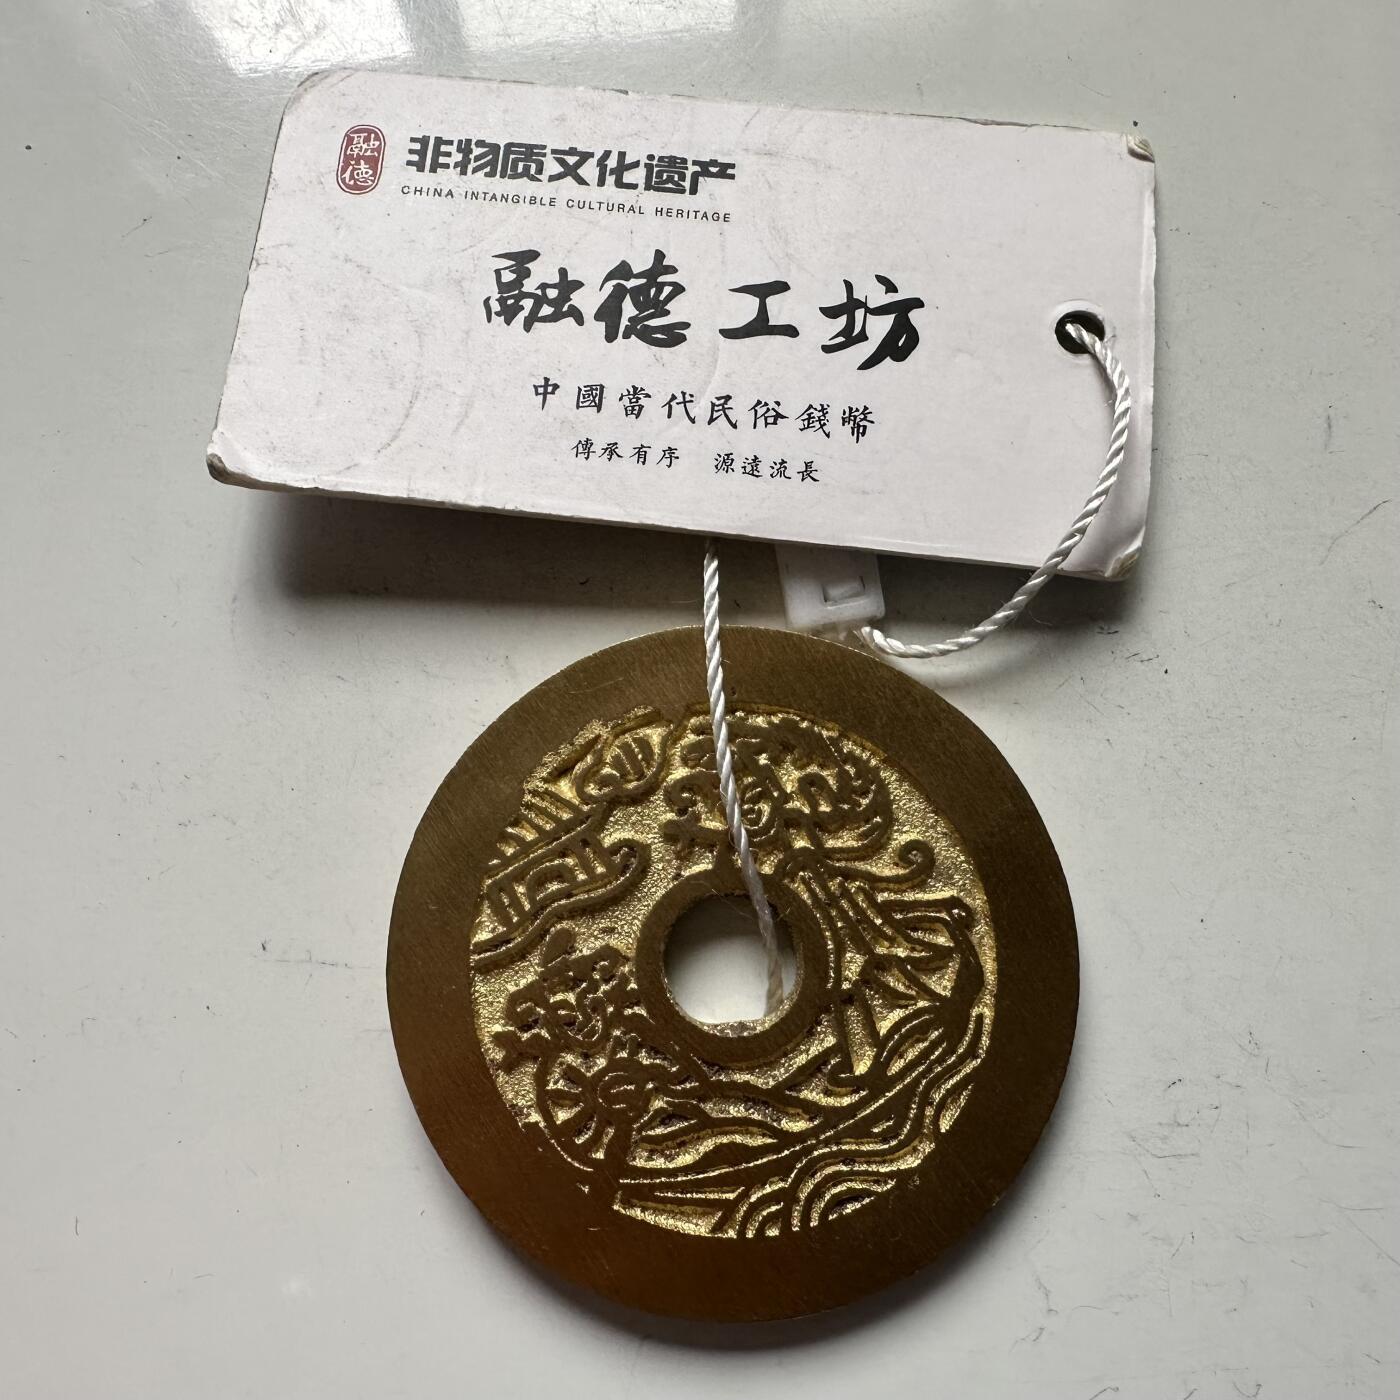 融德
非物质文化遗产
CHINA INTANGIBLE CULTURAL HERITAGE
融德工坊
中國當代民俗錢幣
傳承有序 源遠流長